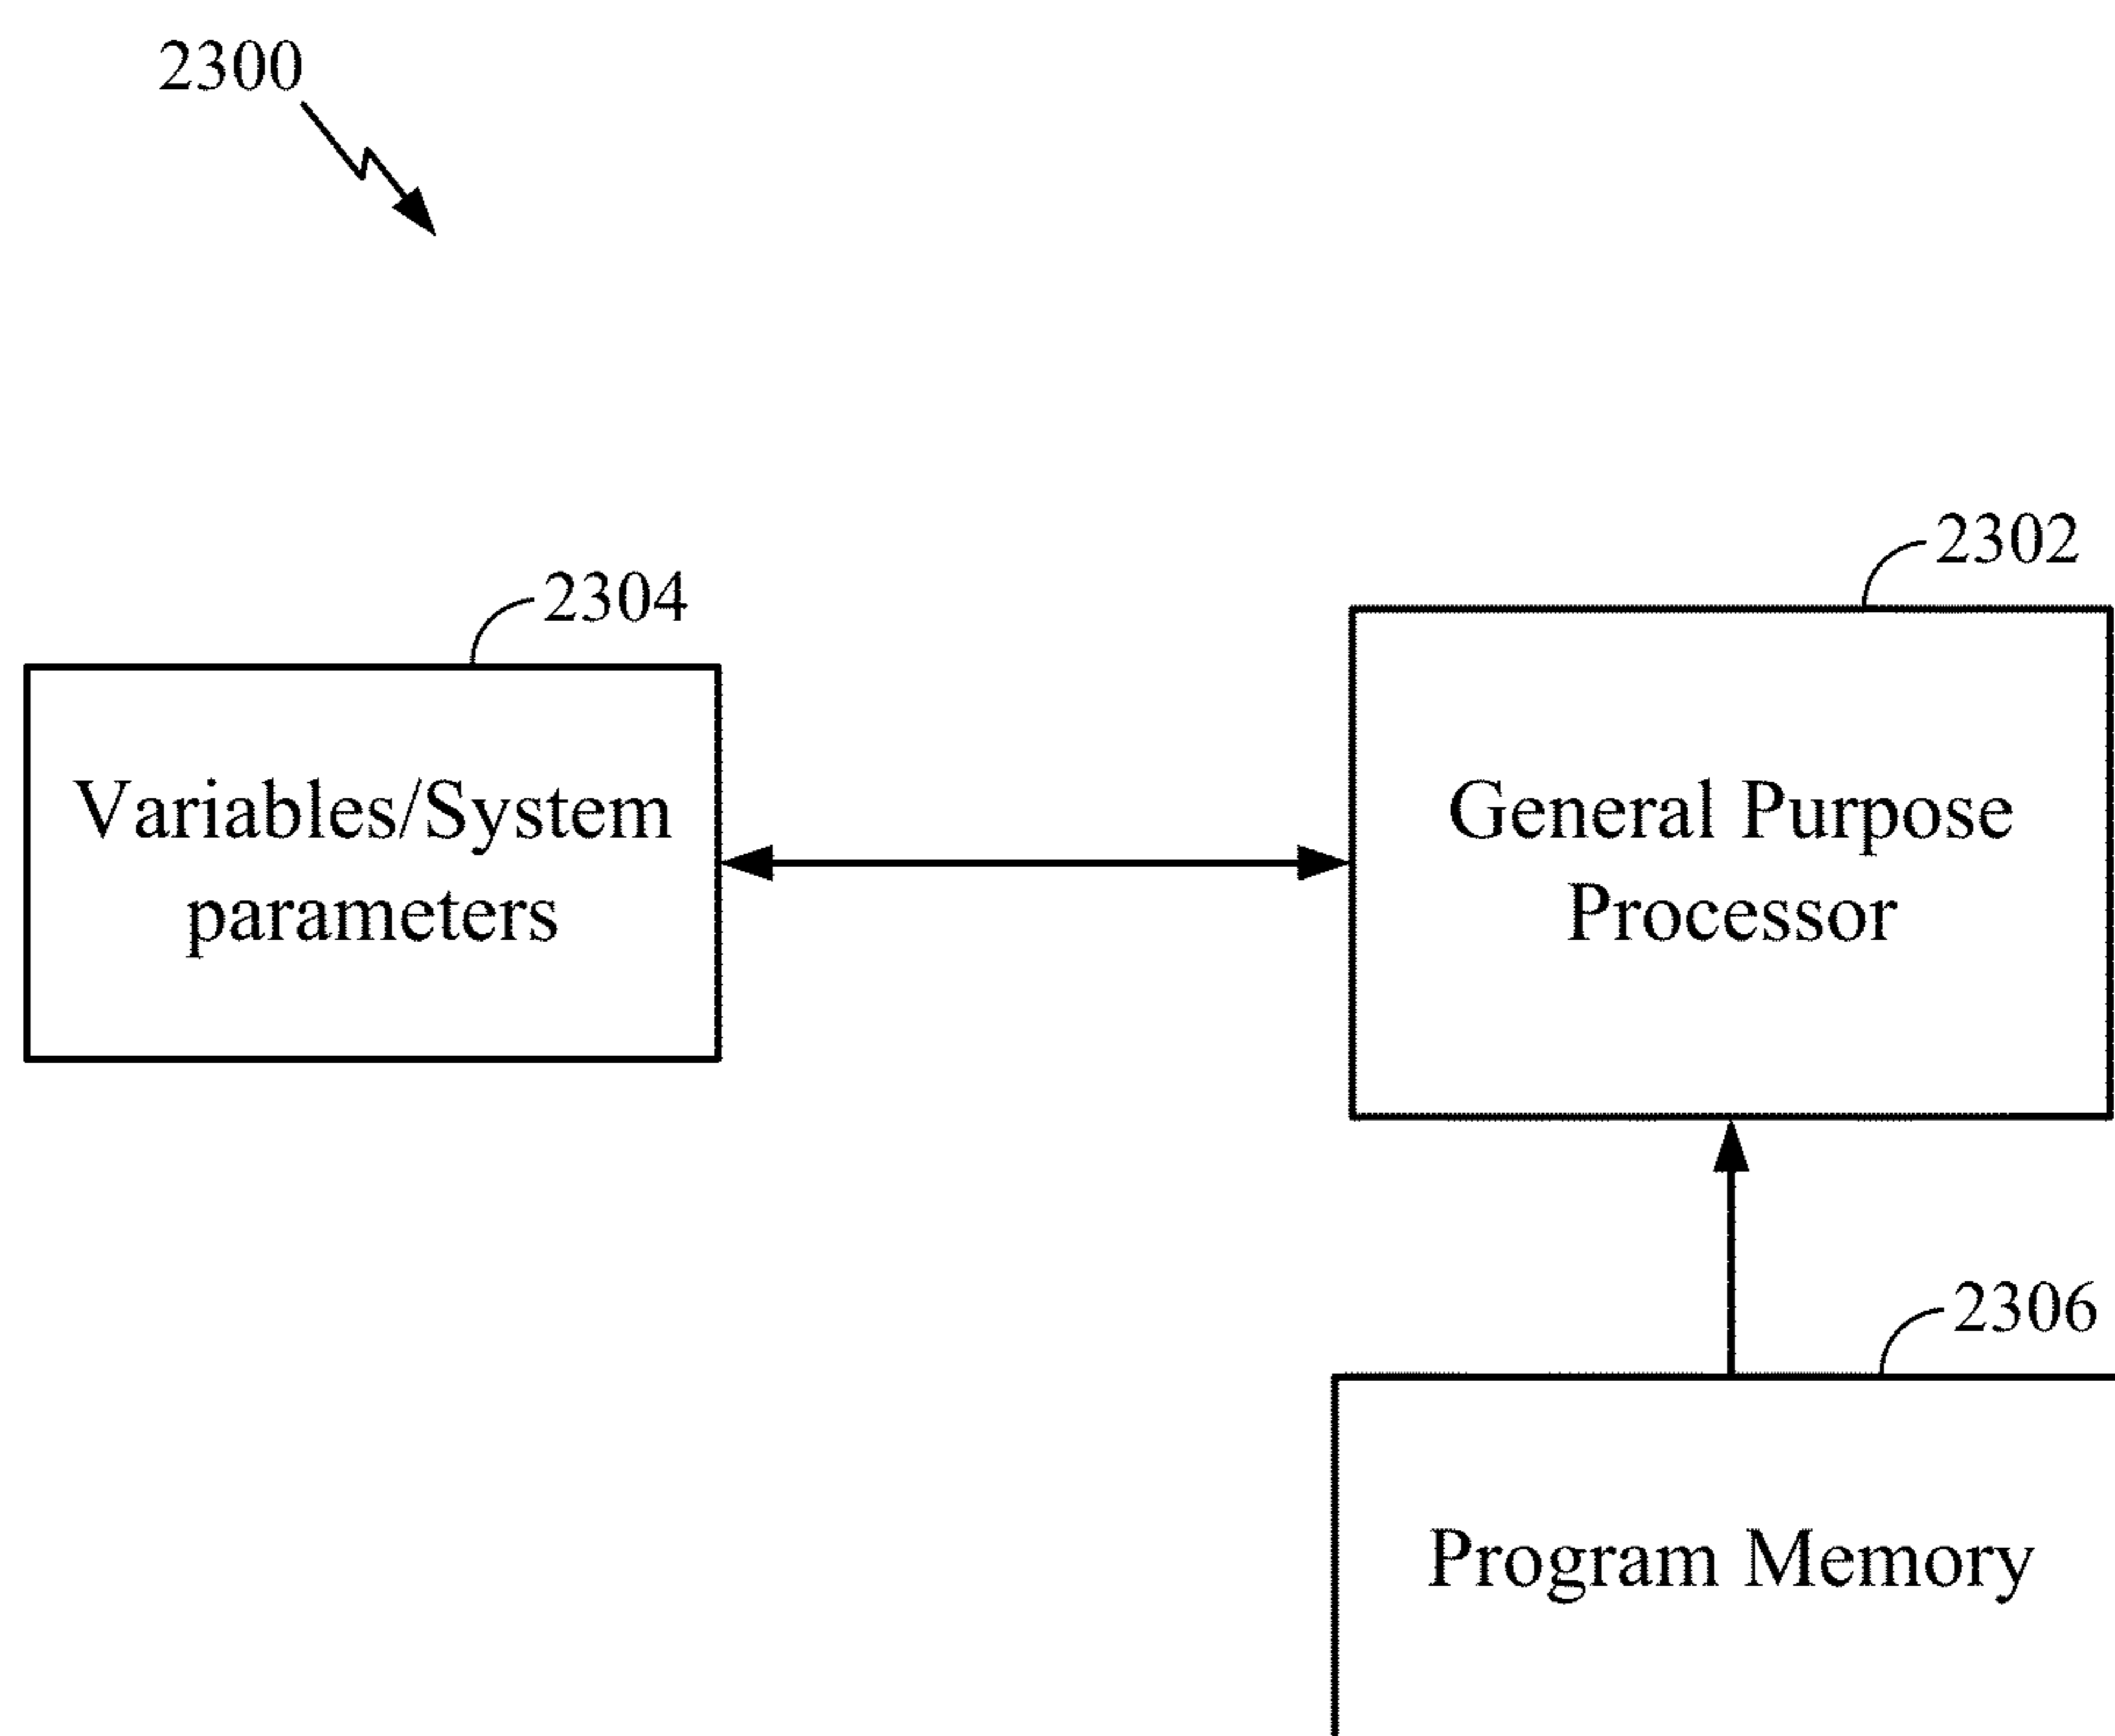 2300
2302
2304
Variables/System
parameters
General Purpose
Processor
2306
Program Memory